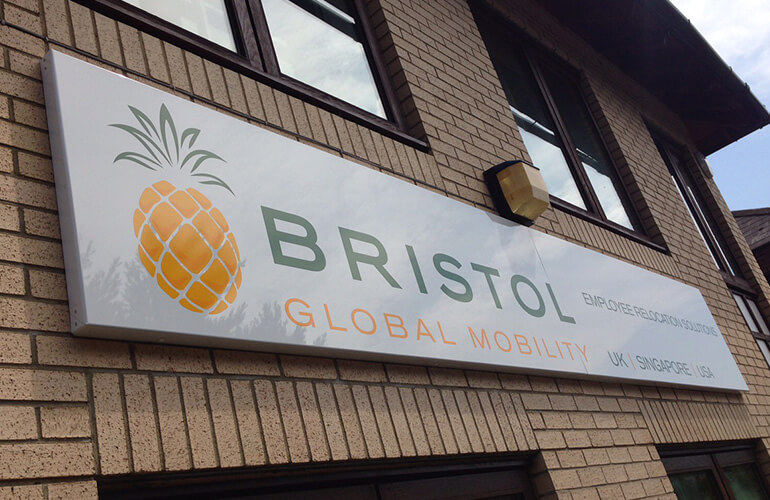 BRISTOL
GLOBAL MOBILITY
EMPLOYEE RELOCATION SOLUTIONS
UK | SINGAPORE | USA